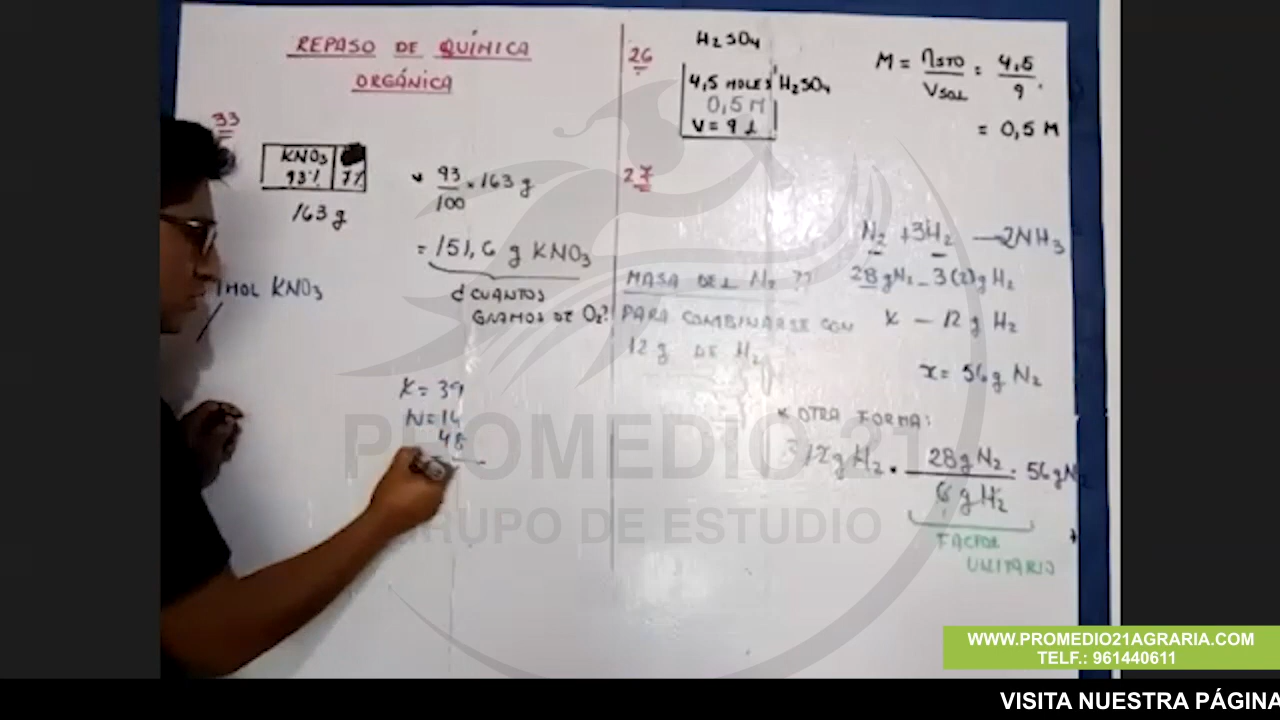 REPASO DE QUÍMICA
ORGÁNICA
33
KNO₃
93% 7%
163 g
93/100 × 163 g
= 151,6 g KNO₃
¿CUANTOS
GRAMOS DE O₂?
1 MOL KNO₃
K = 39
N = 14
48
26
H₂SO₄
4,5 MOLES H₂SO₄
0,5 M
V = 9 L
M = ηSTO/VSOL = 4,5/9
= 0,5 M
27
N₂ + 3H₂ → 2NH₃
MASA DEL N₂ ??
28 g N₂ - 3(2) g H₂
PARA COMBINARSE CON
X - 12 g H₂
12 g DE H₂
x = 56 g N₂
* OTRA FORMA:
12 g H₂ . 28 g N₂/6 g H₂ = 56 g N₂
FACTOR
UNITARIO
PROMEDIO 21
GRUPO DE ESTUDIO
WWW.PROMEDIO21AGRARIA.COM
TELF.: 961440611
VISITA NUESTRA PÁGINA